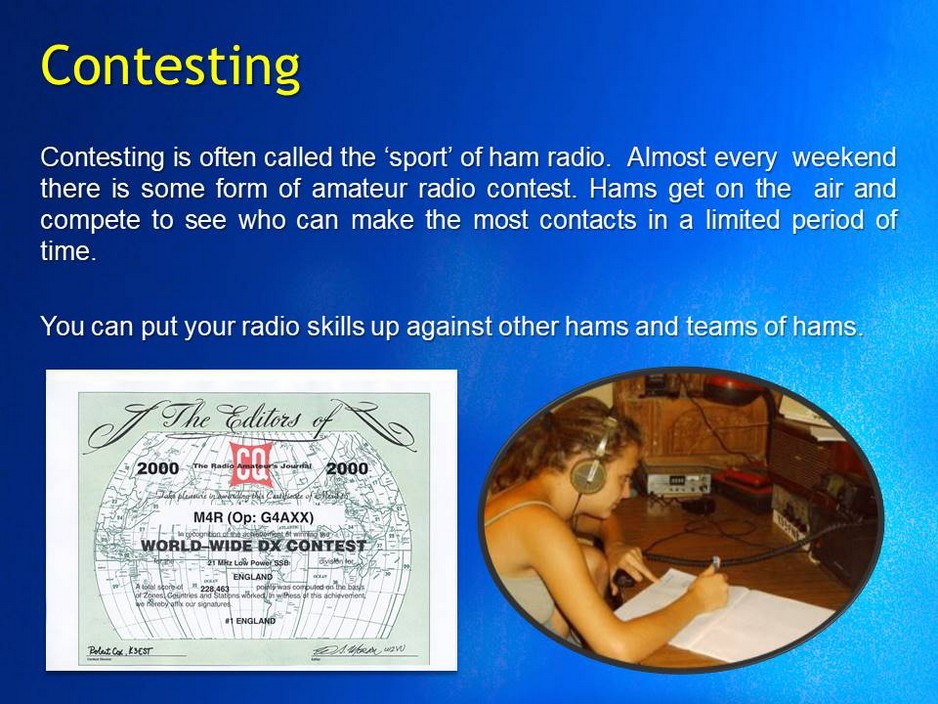 Contesting
Contesting is often called the ‘sport’ of ham radio.  Almost every  weekend
there is some form of amateur radio contest. Hams get on the  air and
compete to see who can make the most contacts in a limited period of
time.
You can put your radio skills up against other hams and teams of hams.
The Editors of
2000 The Radio Amateur's Journal 2000
CQ
Take pleasure in awarding this Certificate of Merit to
M4R (Op: G4AXX)
In recognition of the achievement of winning the
WORLD–WIDE DX CONTEST
for the 21 MHz Low Power SSB division for
ENGLAND
A total score of 228,463 points was computed on the basis
of Zones, Countries and Stations worked. In witness of this achievement,
we hereby affix our signatures.
#1 ENGLAND
Robert Cox, K3EST
W2VU